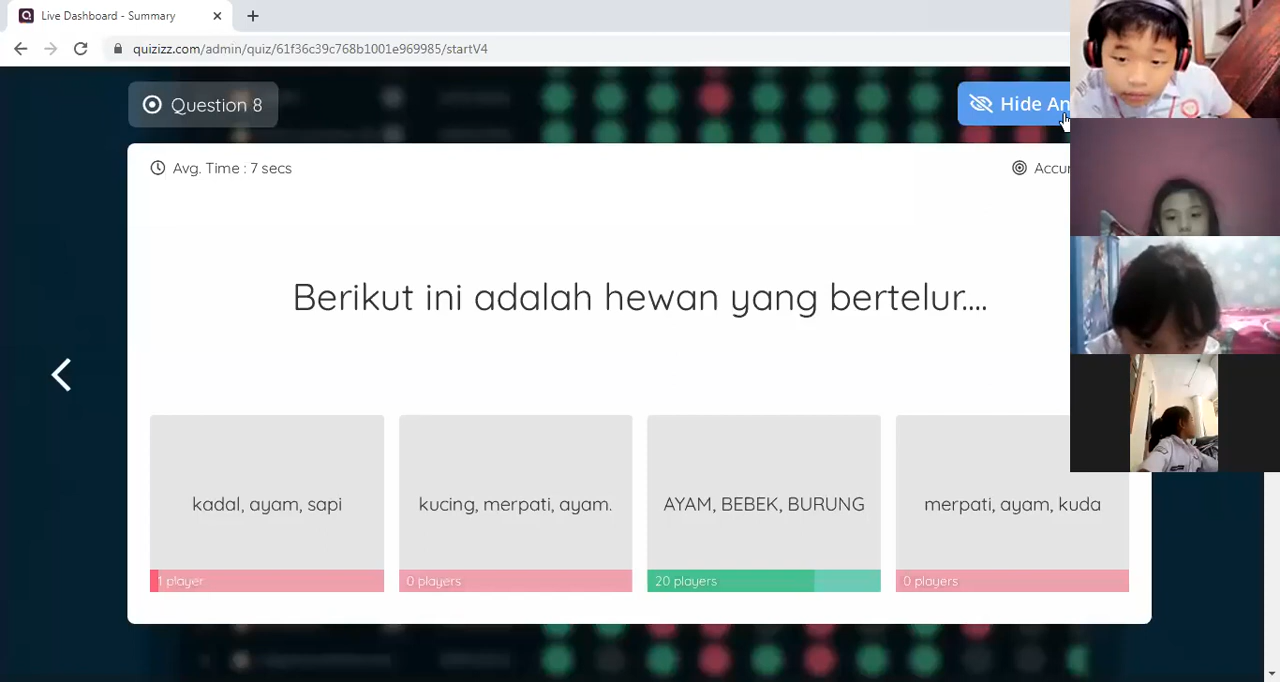 Live Dashboard - Summary
quizizz.com/admin/quiz/61f36c39c768b1001e969985/startV4
Question 8
Hide An
Avg. Time : 7 secs
Accu
Berikut ini adalah hewan yang bertelur....
kadal, ayam, sapi
kucing, merpati, ayam.
AYAM, BEBEK, BURUNG
merpati, ayam, kuda
1 player
0 players
20 players
0 players